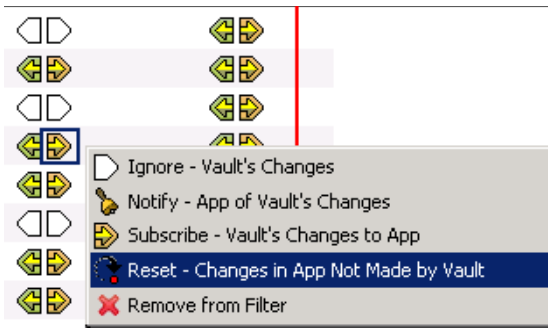 Ignore - Vault's Changes
Notify - App of Vault's Changes
Subscribe - Vault's Changes to App
Reset - Changes in App Not Made by Vault
Remove from Filter